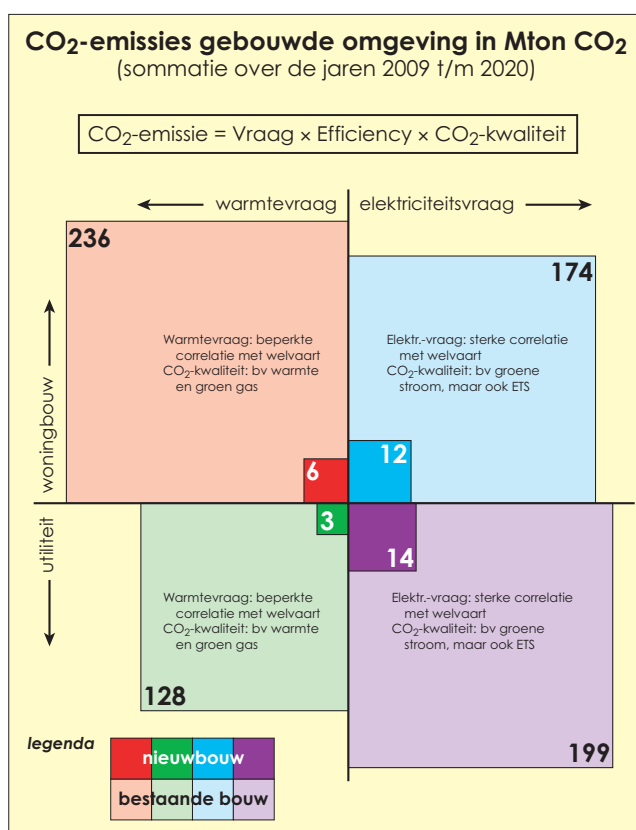 CO₂-emissies gebouwde omgeving in Mton CO₂
(sommatie over de jaren 2009 t/m 2020)
CO₂-emissie = Vraag × Efficiency × CO₂-kwaliteit
warmtevraag
elektriciteitsvraag
woningbouw
utiliteit
236
Warmtevraag: beperkte
correlatie met welvaart
CO₂-kwaliteit: bv warmte
en groen gas
6
174
Elektr.-vraag: sterke correlatie
met welvaart
CO₂-kwaliteit: bv groene
stroom, maar ook ETS
12
3
Warmtevraag: beperkte
correlatie met welvaart
CO₂-kwaliteit: bv warmte
en groen gas
128
14
Elektr.-vraag: sterke correlatie
met welvaart
CO₂-kwaliteit: bv groene
stroom, maar ook ETS
199
legenda
nieuwbouw
bestaande bouw